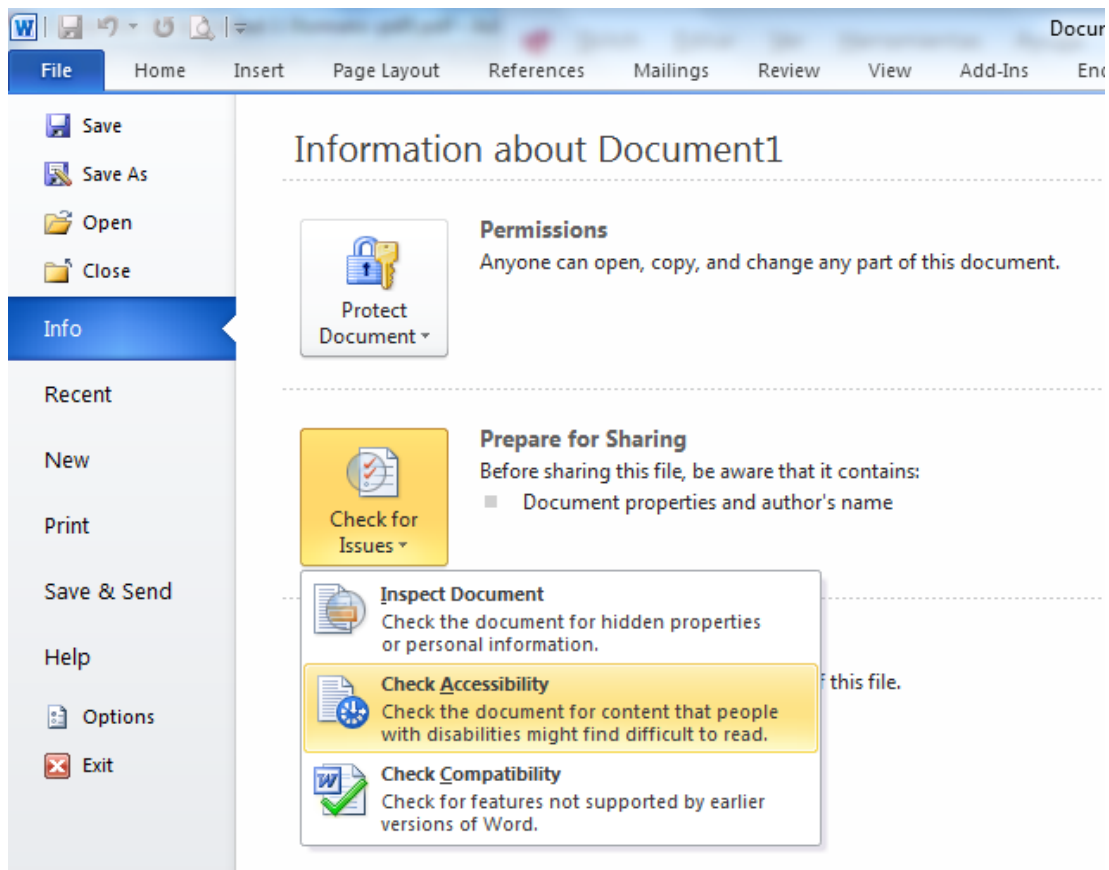 Docu
File Home Insert Page Layout References Mailings Review View Add-Ins
Save
Save As
Open
Close
Info
Recent
New
Print
Save & Send
Help
Options
Exit
Information about Document1
Protect
Document
Permissions
Anyone can open, copy, and change any part of this document.
Check for
Issues
Prepare for Sharing
Before sharing this file, be aware that it contains:
Document properties and author's name
Inspect Document
Check the document for hidden properties
or personal information.
Check Accessibility
Check the document for content that people
with disabilities might find difficult to read.
Check Compatibility
Check for features not supported by earlier
versions of Word.
this file.